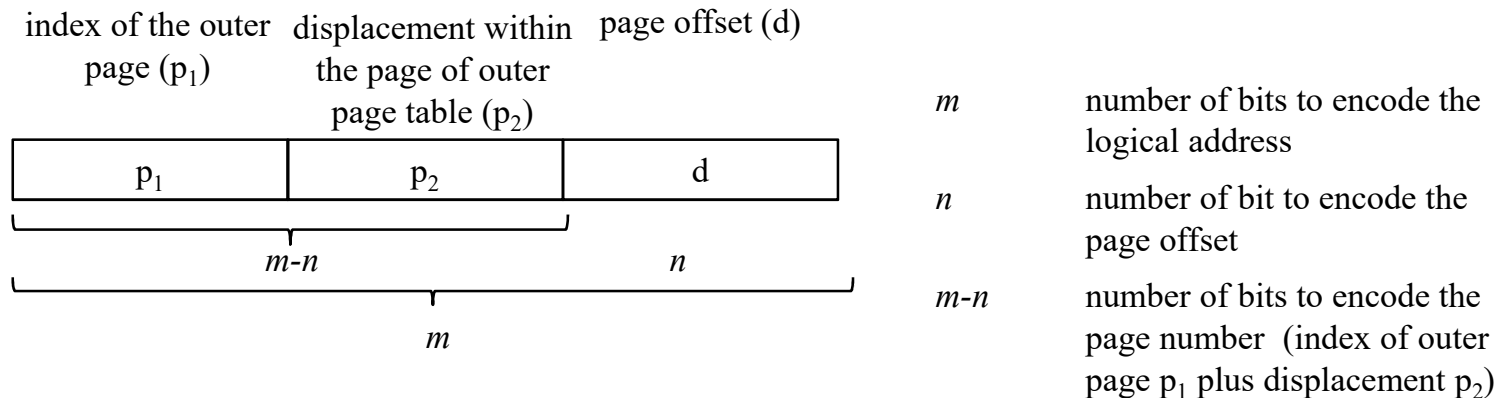 index of the outer
page (p₁)
displacement within
the page of outer
page table (p₂)
page offset (d)
p₁
p₂
d
m-n
n
m
m number of bits to encode the
logical address
n number of bit to encode the
page offset
m-n number of bits to encode the
page number (index of outer
page p₁ plus displacement p₂)